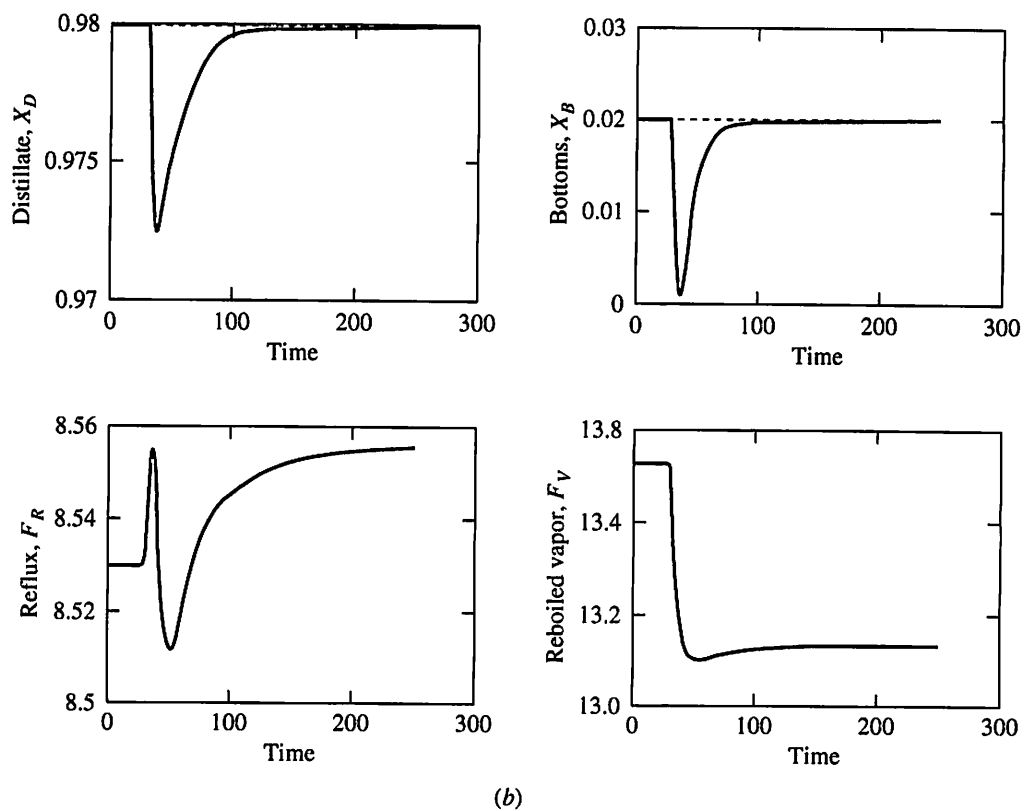 0.98
0.975
0.97
Distillate, X_D
0 100 200 300
Time
0.03
0.02
0.01
0
Bottoms, X_B
0 100 200 300
Time
8.56
8.54
8.52
8.5
Reflux, F_R
0 100 200 300
Time
13.8
13.4
13.2
13.0
Reboiled vapor, F_V
0 100 200 300
Time
(b)